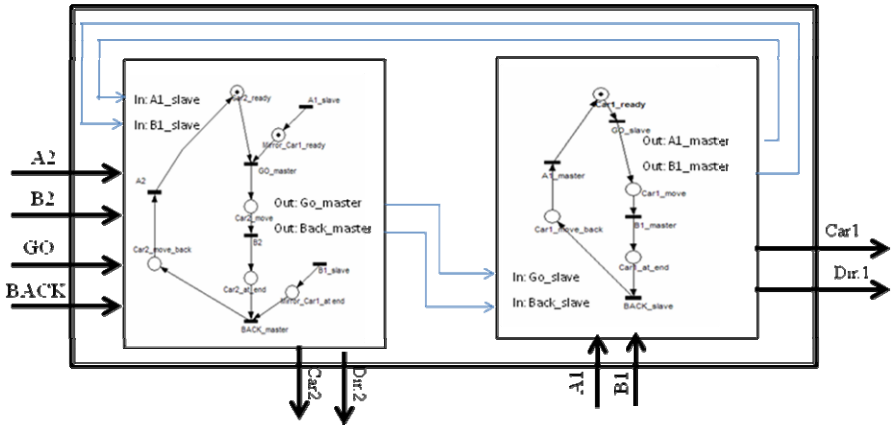 In: A1_slave
In: B1_slave
A2
B2
GO
BACK
Car2_ready
A1_slave
Mirror_Car1_ready
GO_master
A2
Car2_move
Out: Go_master
Out: Back_master
B2
Car2_move_back
Car2_at_end
B1_slave
Mirror_Car1_at end
BACK_master
Car2
Dir.2
Car1_ready
GO_slave
Out: A1_master
Out: B1_master
A1_master
Car1_move
Car1_move_back
B1_master
Car1_at_end
In: Go_slave
In: Back_slave
BACK_slave
Car1
Dir.1
A1
B1